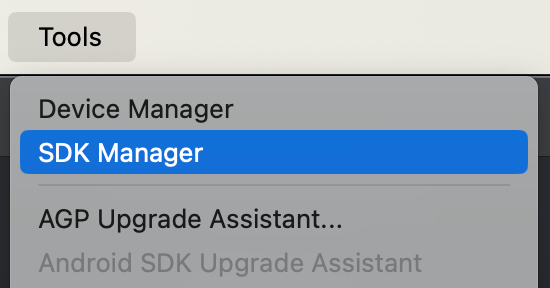 Tools
Device Manager
SDK Manager
AGP Upgrade Assistant...
Android SDK Upgrade Assistant